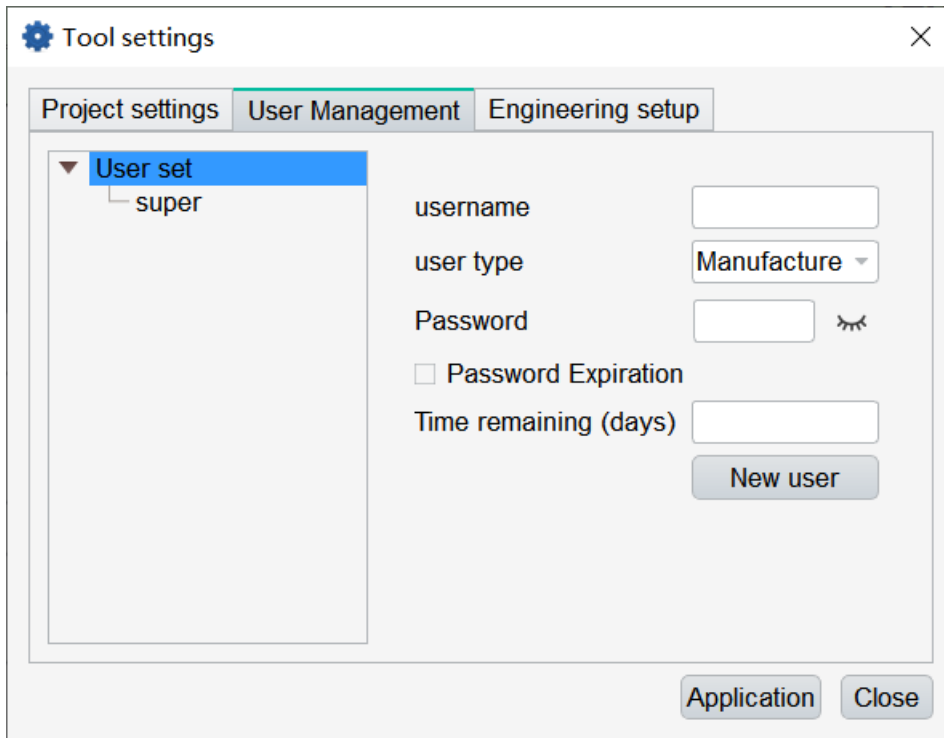 Tool settings
Project settings User Management Engineering setup
User set
super
username
user type Manufacture
Password
Password Expiration
Time remaining (days)
New user
Application Close